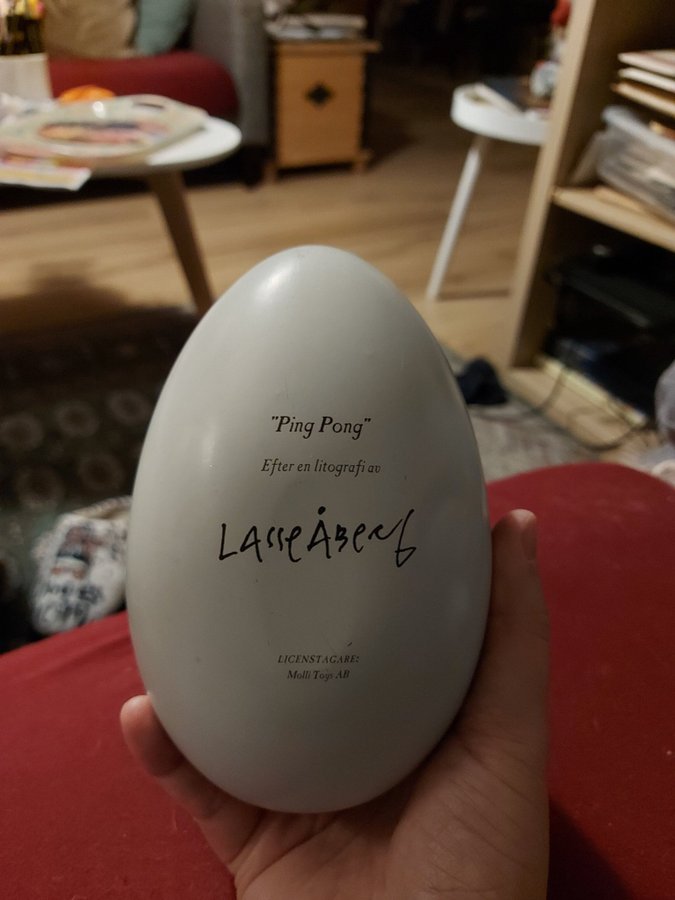 "Ping Pong"
Efter en litografi av
LASSEÅBERG
LICENSTAGARE:
Molli Toys AB